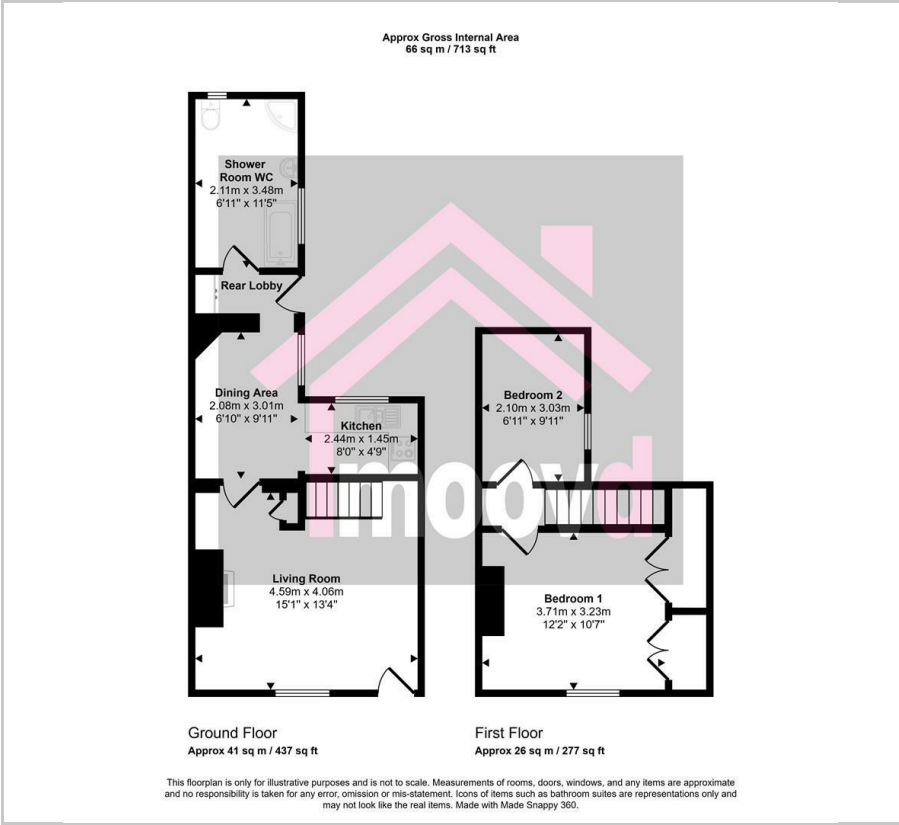 Approx Gross Internal Area
66 sq m / 713 sq ft
Shower
Room WC
2.11m x 3.48m
6'11" x 11'5"
Rear Lobby
Dining Area
2.08m x 3.01m
6'10" x 9'11"
Kitchen
2.44m x 1.45m
8'0" x 4'9"
Bedroom 2
2.10m x 3.03m
6'11" x 9'11"
imoovd
Living Room
4.59m x 4.06m
15'1" x 13'4"
Bedroom 1
3.71m x 3.23m
12'2" x 10'7"
Ground Floor
Approx 41 sq m / 437 sq ft
First Floor
Approx 26 sq m / 277 sq ft
This floorplan is only for illustrative purposes and is not to scale. Measurements of rooms, doors, windows, and any items are approximate
and no responsibility is taken for any error, omission or mis-statement. Icons of items such as bathroom suites are representations only and
may not look like the real items. Made with Made Snappy 360.